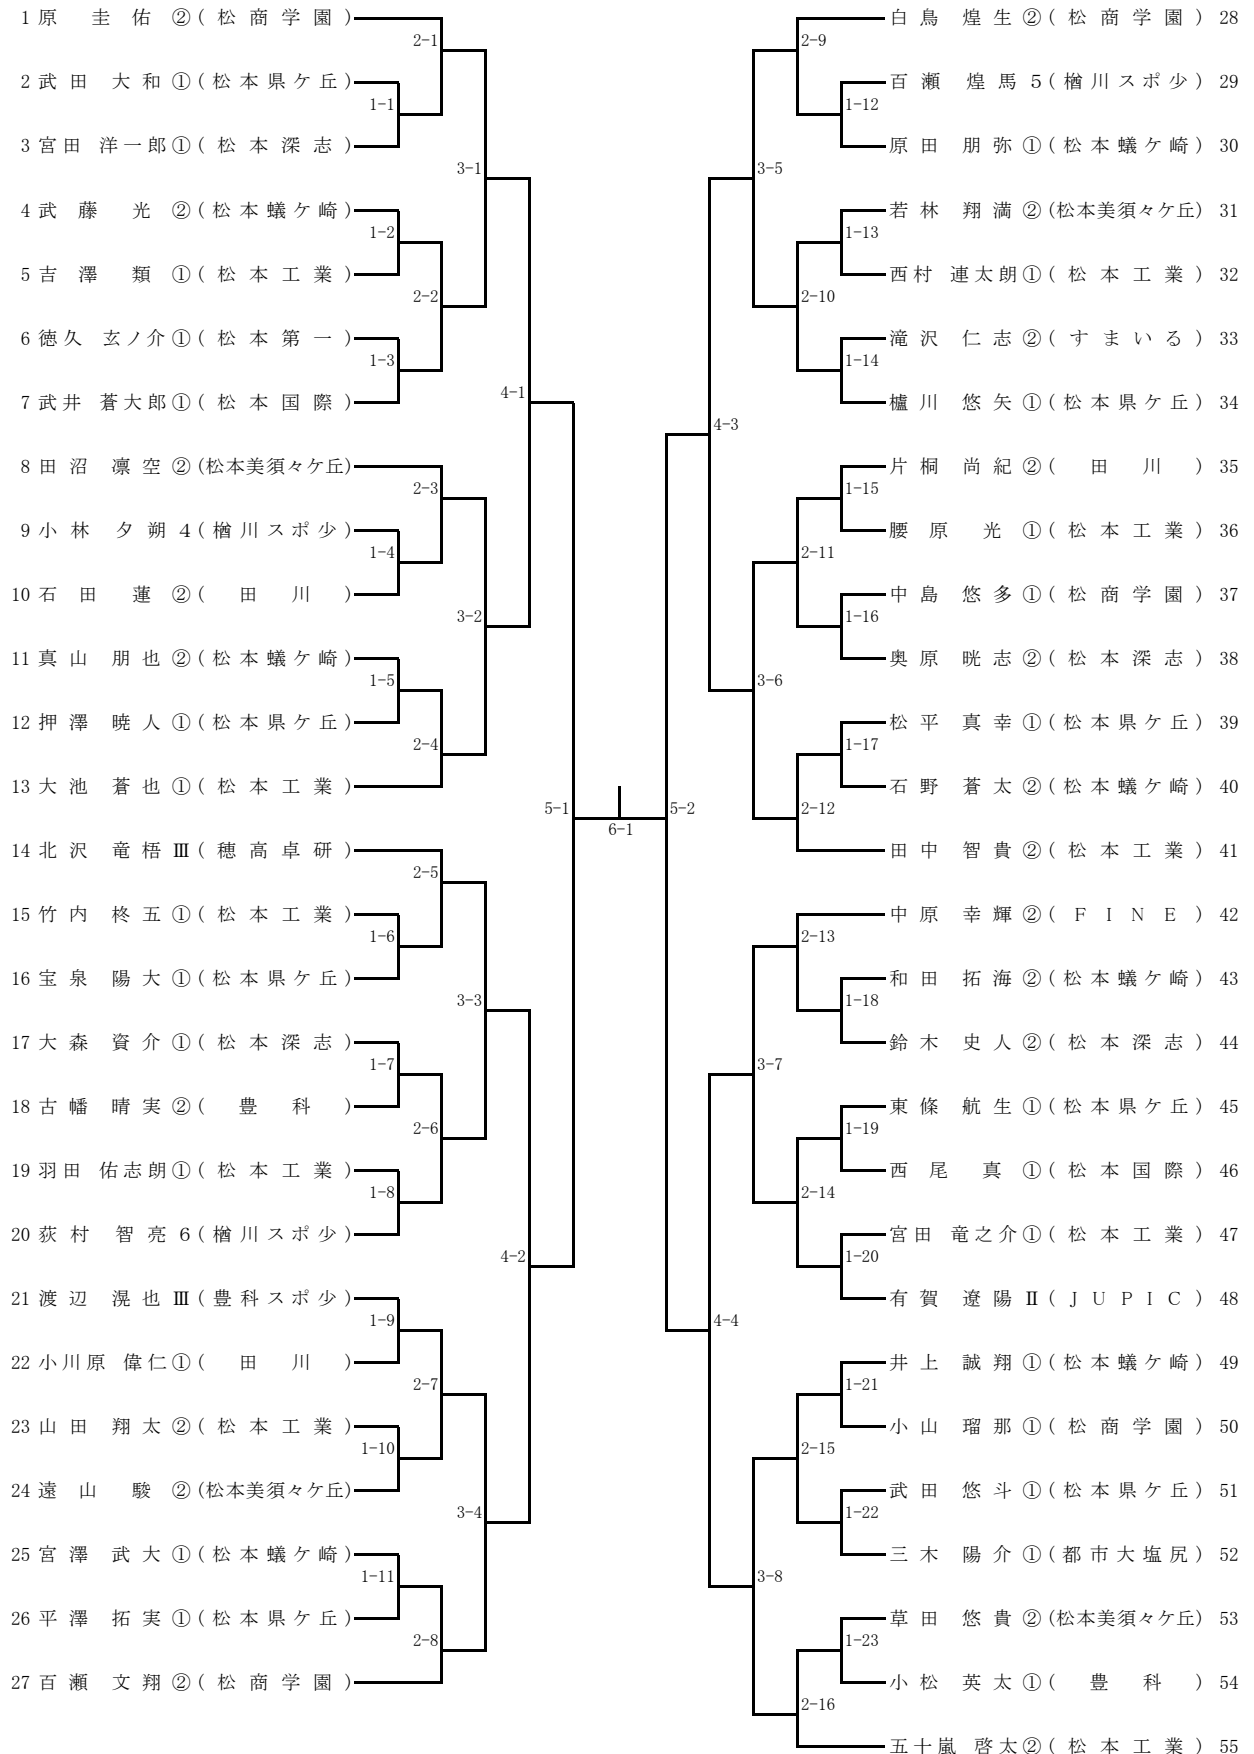 1 原 圭 佑 ② ( 松 商 学 園 )
2-1
2 武 田 大 和 ① ( 松 本 県 ケ 丘 )
1-1
3 宮 田 洋一郎 ① ( 松 本 深 志 )
3-1
4 武 藤 光 ② ( 松 本 蟻 ケ 崎 )
1-2
5 吉 澤 類 ① ( 松 本 工 業 )
2-2
6 徳 久 玄ノ介 ① ( 松 本 第 一 )
1-3
7 武 井 蒼大郎 ① ( 松 本 国 際 )
4-1
8 田 沼 凛 空 ② (松本美須々ケ丘)
2-3
9 小 林 夕 朔 4 ( 楢 川 ス ポ 少 )
1-4
10 石 田 蓮 ② ( 田 川 )
3-2
11 真 山 朋 也 ② ( 松 本 蟻 ケ 崎 )
1-5
12 押 澤 暁 人 ① ( 松 本 県 ケ 丘 )
2-4
13 大 池 蒼 也 ① ( 松 本 工 業 )
5-1
14 北 沢 竜 梧 Ⅲ ( 穂 高 卓 研 )
2-5
15 竹 内 柊 五 ① ( 松 本 工 業 )
1-6
16 宝 泉 陽 大 ① ( 松 本 県 ケ 丘 )
3-3
17 大 森 資 介 ① ( 松 本 深 志 )
1-7
18 古 幡 晴 実 ② ( 豊 科 )
2-6
19 羽 田 佑志朗 ① ( 松 本 工 業 )
1-8
20 荻 村 智 亮 6 ( 楢 川 ス ポ 少 )
4-2
21 渡 辺 滉 也 Ⅲ ( 豊 科 ス ポ 少 )
1-9
22 小川原 偉 仁 ① ( 田 川 )
2-7
23 山 田 翔 太 ② ( 松 本 工 業 )
1-10
24 遠 山 駿 ② (松本美須々ケ丘)
3-4
25 宮 澤 武 大 ① ( 松 本 蟻 ケ 崎 )
1-11
26 平 澤 拓 実 ① ( 松 本 県 ケ 丘 )
2-8
27 百 瀬 文 翔 ② ( 松 商 学 園 )
6-1
白 鳥 煌 生 ② ( 松 商 学 園 ) 28
2-9
百 瀬 煌 馬 5 ( 楢 川 ス ポ 少 ) 29
1-12
原 田 朋 弥 ① ( 松 本 蟻 ケ 崎 ) 30
3-5
若 林 翔 満 ② (松本美須々ケ丘) 31
1-13
西 村 連太朗 ① ( 松 本 工 業 ) 32
2-10
滝 沢 仁 志 ② ( す ま い る ) 33
1-14
櫨 川 悠 矢 ① ( 松 本 県 ケ 丘 ) 34
4-3
片 桐 尚 紀 ② ( 田 川 ) 35
1-15
腰 原 光 ① ( 松 本 工 業 ) 36
2-11
中 島 悠 多 ① ( 松 商 学 園 ) 37
1-16
奥 原 晄 志 ② ( 松 本 深 志 ) 38
3-6
松 平 真 幸 ① ( 松 本 県 ケ 丘 ) 39
1-17
石 野 蒼 太 ② ( 松 本 蟻 ケ 崎 ) 40
5-2
2-12
田 中 智 貴 ② ( 松 本 工 業 ) 41
中 原 幸 輝 ② ( F I N E ) 42
2-13
和 田 拓 海 ② ( 松 本 蟻 ケ 崎 ) 43
1-18
鈴 木 史 人 ② ( 松 本 深 志 ) 44
3-7
東 條 航 生 ① ( 松 本 県 ケ 丘 ) 45
1-19
西 尾 真 ① ( 松 本 国 際 ) 46
2-14
宮 田 竜之介 ① ( 松 本 工 業 ) 47
1-20
有 賀 遼 陽 Ⅱ ( J U P I C ) 48
4-4
井 上 誠 翔 ① ( 松 本 蟻 ケ 崎 ) 49
1-21
小 山 瑠 那 ① ( 松 商 学 園 ) 50
2-15
武 田 悠 斗 ① ( 松 本 県 ケ 丘 ) 51
1-22
三 木 陽 介 ① ( 都 市 大 塩 尻 ) 52
3-8
草 田 悠 貴 ② (松本美須々ケ丘) 53
1-23
小 松 英 太 ① ( 豊 科 ) 54
2-16
五十嵐 啓 太 ② ( 松 本 工 業 ) 55